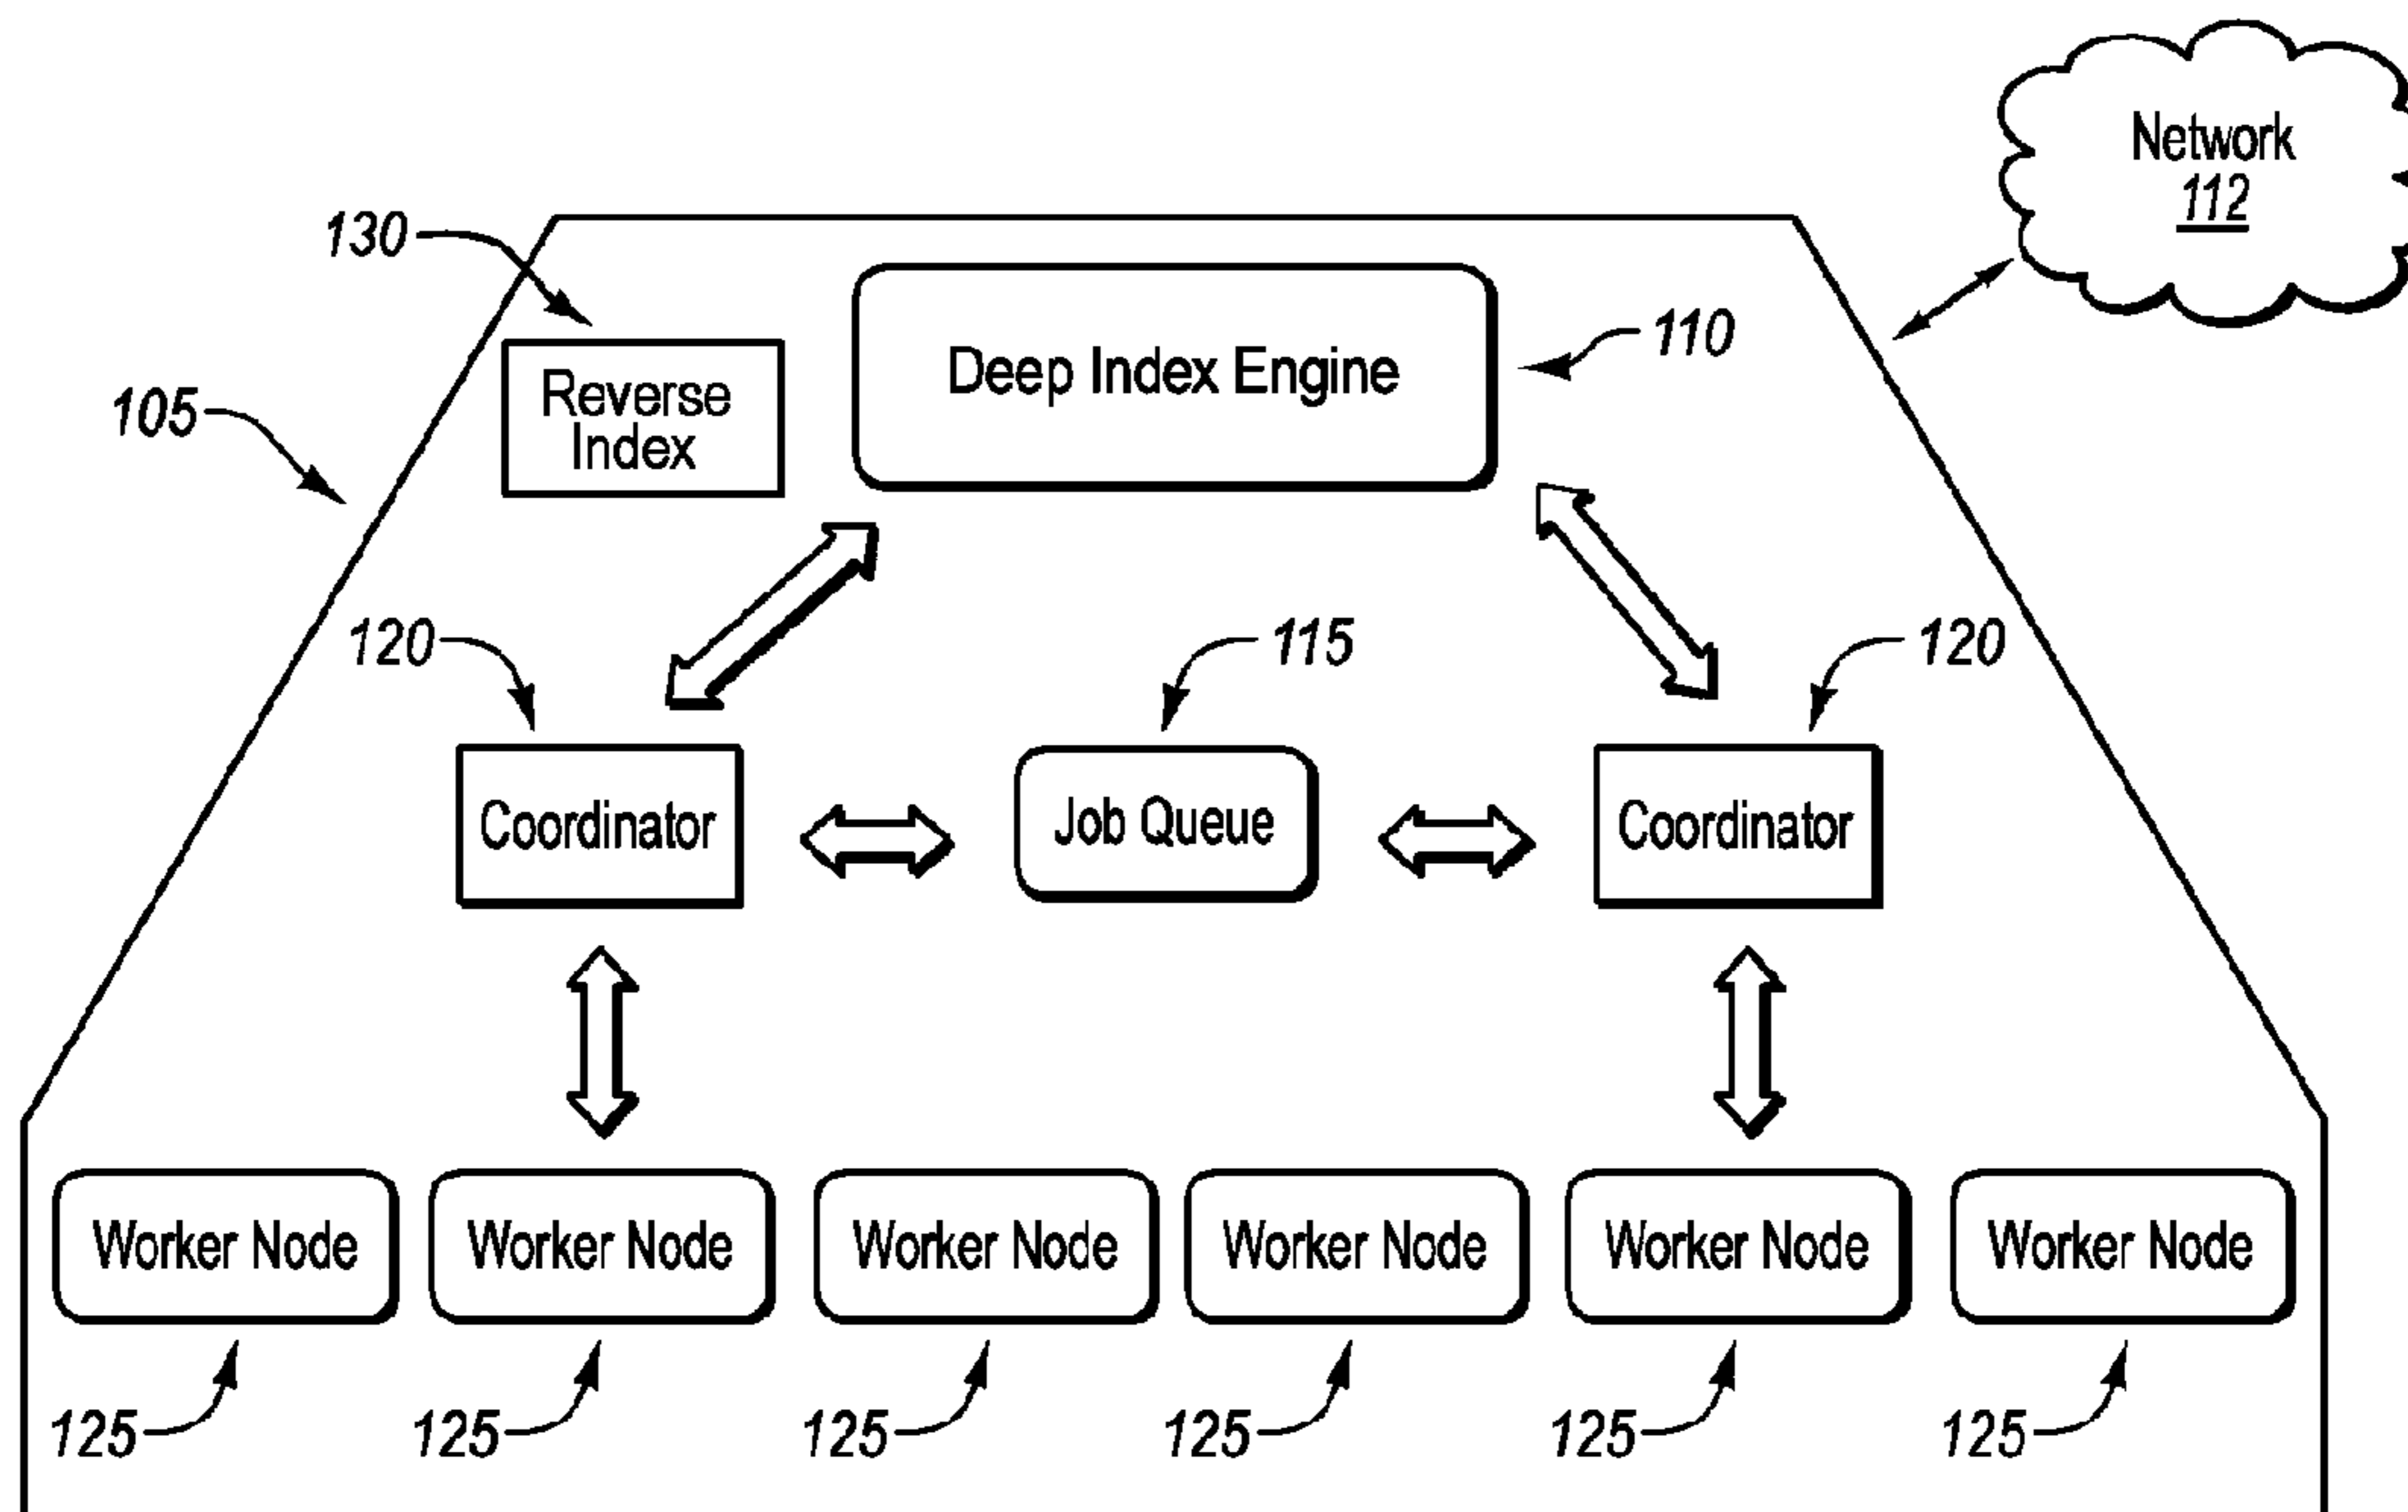 Network
112
130
110
Deep Index Engine
105
Reverse
Index
120
115
120
Coordinator
Job Queue
Coordinator
Worker Node
Worker Node
Worker Node
Worker Node
Worker Node
Worker Node
125
125
125
125
125
125